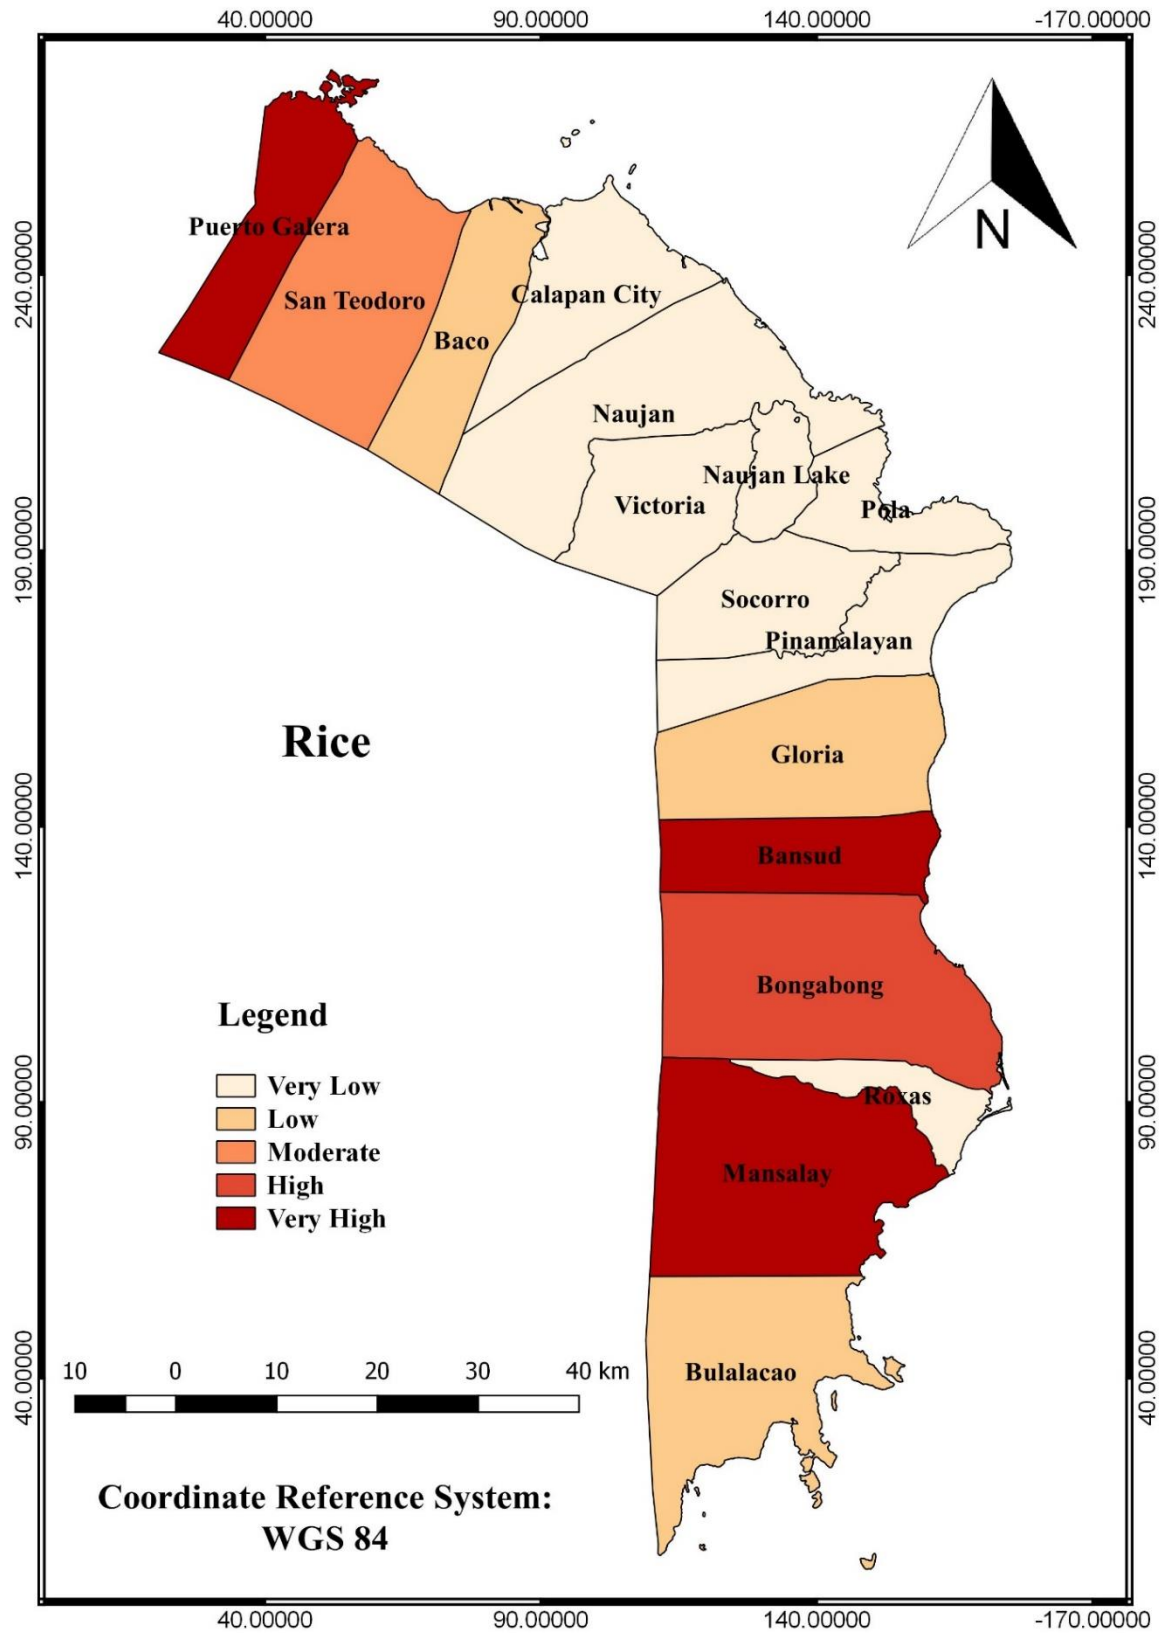 40.00000 90.00000 140.00000 -170.00000
N
Puerto Galera
240.00000 240.00000
San Teodoro
Calapan City
Baco
Naujan
Naujan Lake
Victoria
Pola
190.00000 190.00000
Socorro
Pinamalayan
Rice
Gloria
140.00000 140.00000
Bansud
Bongabong
Legend
Very Low
Roxas
Low
90.00000 90.00000
Moderate
Mansalay
High
Very High
10 0 10 20 30 40 km
Bulalacao
40.00000 40.00000
Coordinate Reference System:
WGS 84
40.00000 90.00000 140.00000 -170.00000